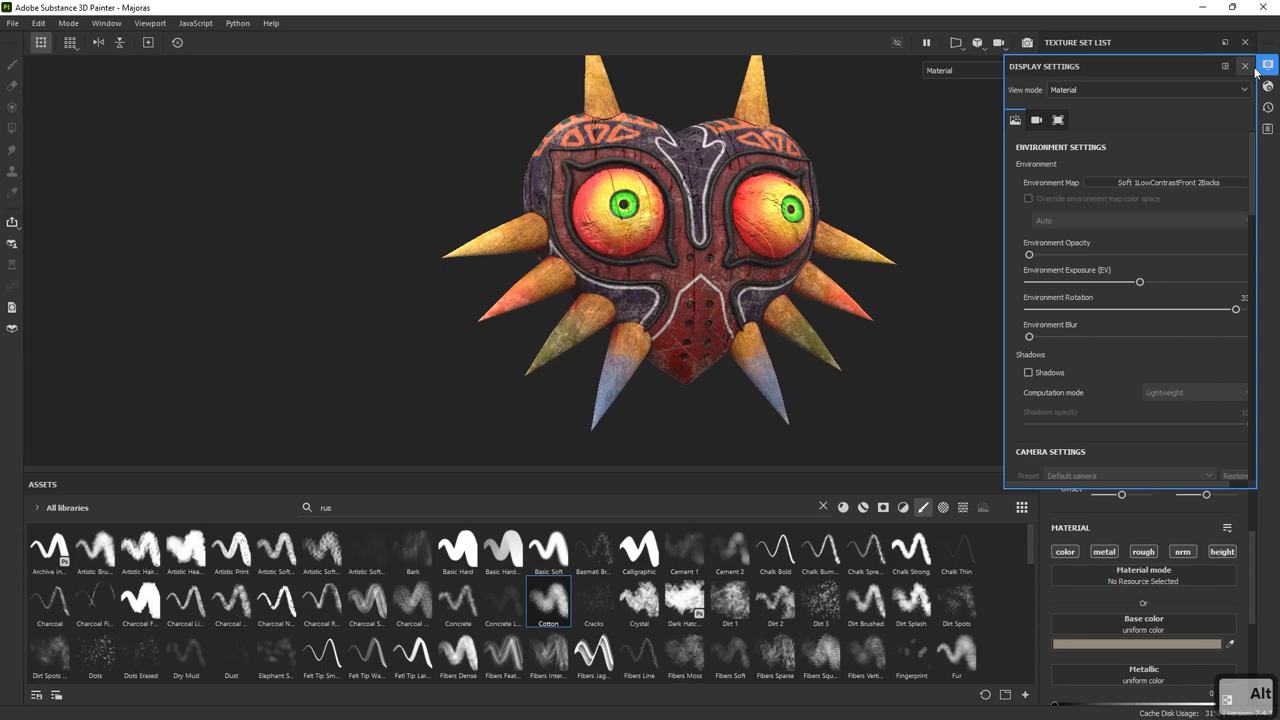 Adobe Substance 3D Painter - Majoras
File Edit Mode Window Viewport JavaScript Python Help
TEXTURE SET LIST
Material
DISPLAY SETTINGS
View mode Material
ENVIRONMENT SETTINGS
Environment
Environment Map Soft 1LowContrastFront 2Backs
Override environment map color space
Auto
Environment Opacity
Environment Exposure (EV)
Environment Rotation 33
Environment Blur
Shadows
Shadows
Computation mode Lightweight
Shadows opacity 10
CAMERA SETTINGS
Preset Default camera Restore
ASSETS
Offset
All libraries rus
MATERIAL
color metal rough nrm height
Archive In... Artistic Bru... Artistic Hair... Artistic Hea... Artistic Print Artistic Soft... Artistic Soft... Artistic Soft... Bark Basic Hard Basic Hard... Basic Soft Basmati Br... Calligraphic Cement 1 Cement 2 Chalk Bold Chalk Bum... Chalk Spre... Chalk Strong Chalk Thin
Material mode
No Resource Selected
Or
Charcoal Charcoal Fi... Charcoal F... Charcoal Li... Charcoal ... Charcoal ... Charcoal R... Charcoal S... Charcoal ... Concrete Concrete L... Cotton Cracks Crystal Dark Hatc... Dirt 1 Dirt 2 Dirt 3 Dirt Brushed Dirt Splash Dirt Spots
Base color
uniform color
Dirt Spots ... Dots Dots Erased Dry Mud Dust Elephant S... Felt Tip Sm... Felt Tip Wa... Fetl Tip Lar... Fibers Dense Fibers Feat... Fibers Inter... Fibers Jag... Fibers Line Fibers Moss Fibers Soft Fibers Sparse Fibers Squ... Fibers Verti... Fingerprint Fur
Metallic
uniform color
0
Alt
Cache Disk Usage: 31% | Version: 7.4.